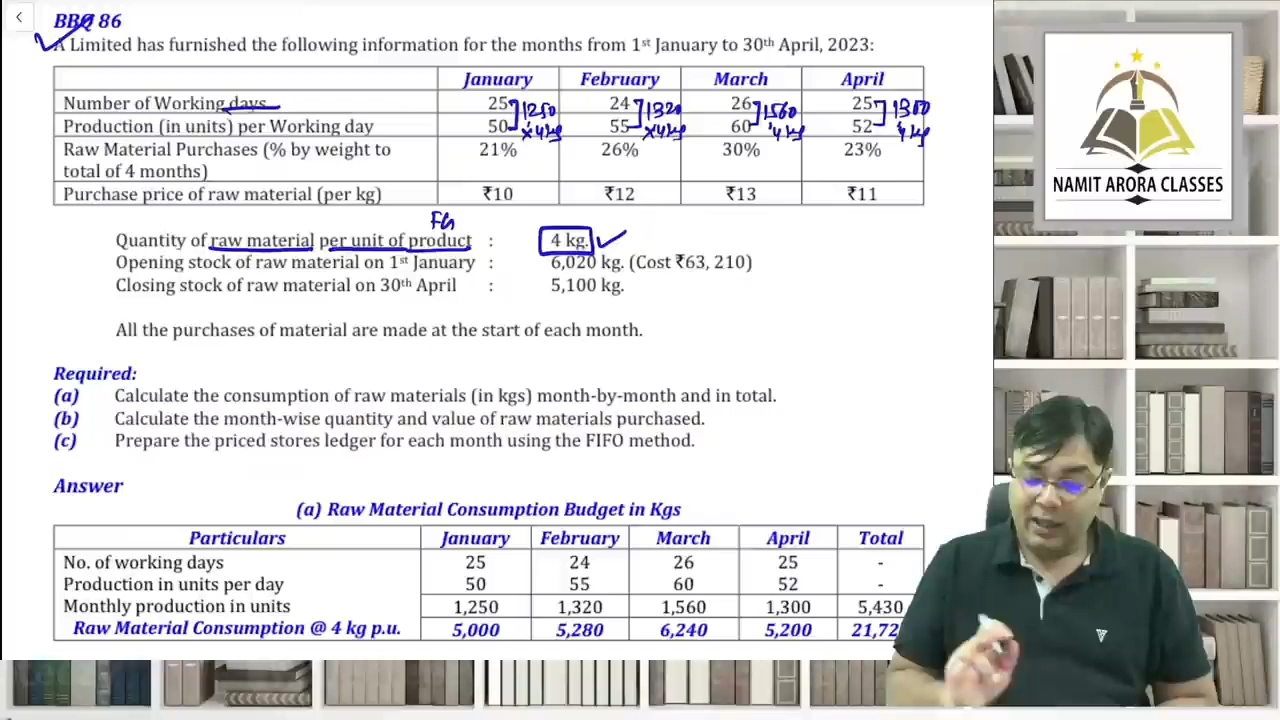 BBQ 86
A Limited has furnished the following information for the months from 1st January to 30th April, 2023:
January February March April
Number of Working days 25 24 26 25
1250 1320 1560 1300
Production (in units) per Working day 50 55 60 52
x4kg x4kg 4kg 4kg
Raw Material Purchases (% by weight to total of 4 months) 21% 26% 30% 23%
Purchase price of raw material (per kg) ₹10 ₹12 ₹13 ₹11
FG
Quantity of raw material per unit of product : 4 kg.
Opening stock of raw material on 1st January : 6,020 kg. (Cost ₹63, 210)
Closing stock of raw material on 30th April : 5,100 kg.
All the purchases of material are made at the start of each month.
Required:
(a) Calculate the consumption of raw materials (in kgs) month-by-month and in total.
(b) Calculate the month-wise quantity and value of raw materials purchased.
(c) Prepare the priced stores ledger for each month using the FIFO method.
Answer
(a) Raw Material Consumption Budget in Kgs
Particulars January February March April Total
No. of working days 25 24 26 25 -
Production in units per day 50 55 60 52 -
Monthly production in units 1,250 1,320 1,560 1,300 5,430
Raw Material Consumption @ 4 kg p.u. 5,000 5,280 6,240 5,200 21,72
NAMIT ARORA CLASSES